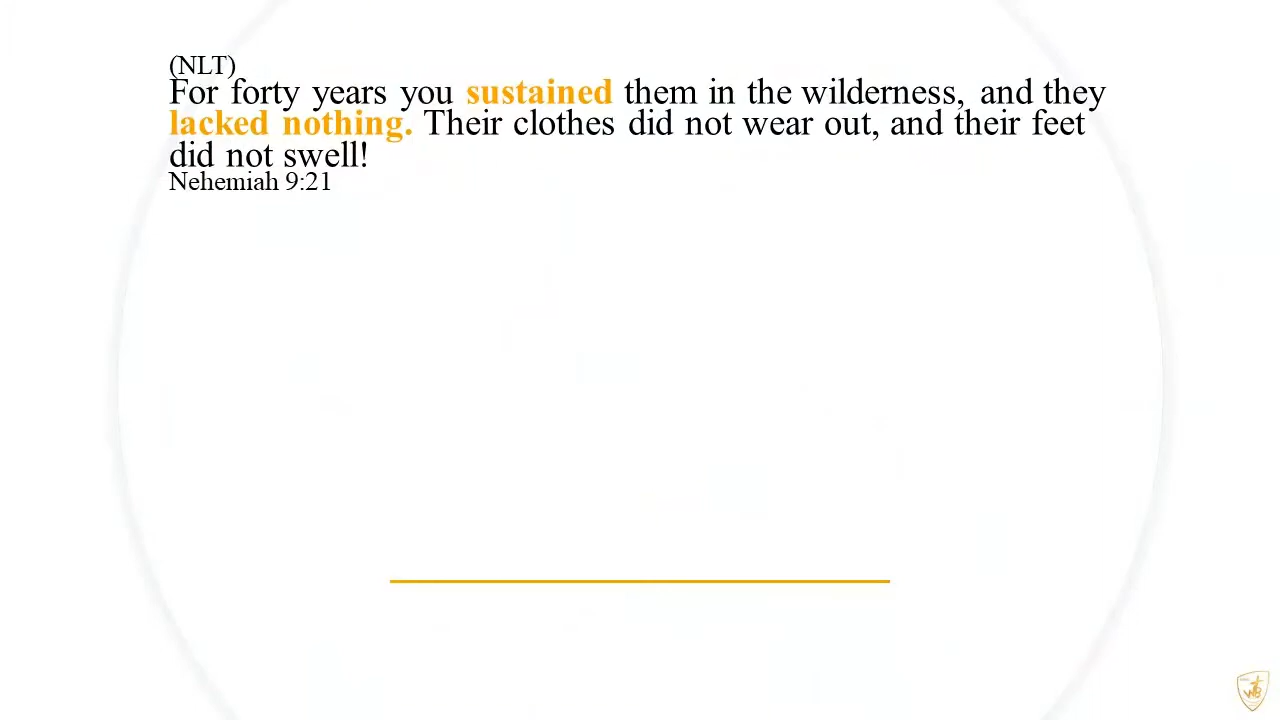 (NLT)
For forty years you sustained them in the wilderness, and they
lacked nothing. Their clothes did not wear out, and their feet
did not swell!
Nehemiah 9:21